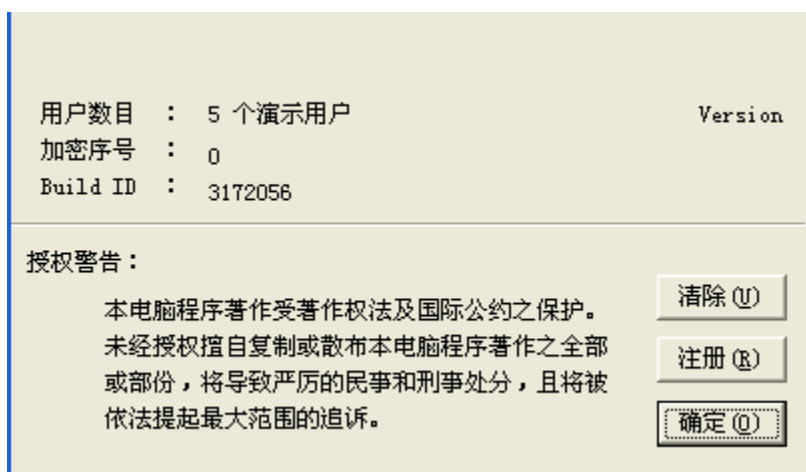 用户数目 : 5 个演示用户 Version
加密序号 : 0
Build ID : 3172056
授权警告：
本电脑程序著作受著作权法及国际公约之保护。
未经授权擅自复制或散布本电脑程序著作之全部
或部份，将导致严厉的民事和刑事处分，且将被
依法提起最大范围的追诉。
清除(U)
注册(R)
确定(O)